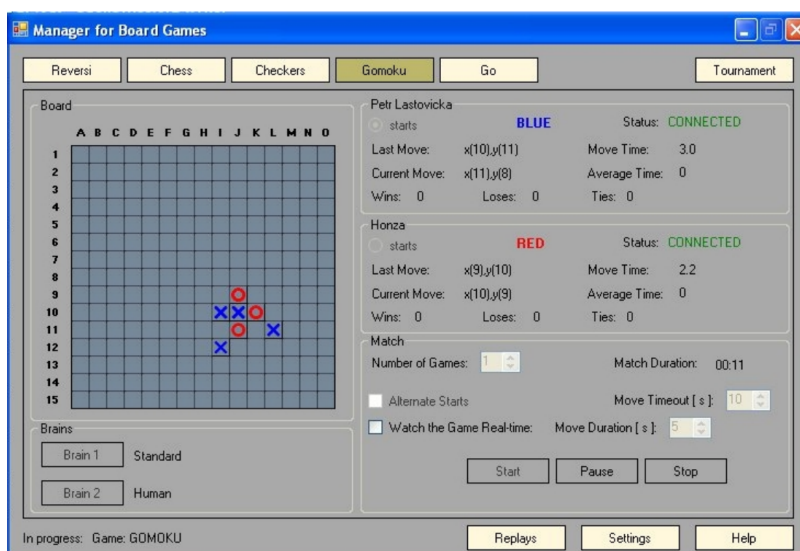 Manager for Board Games
Reversi Chess Checkers Gomoku Go Tournament
Board
A B C D E F G H I J K L M N O
1
2
3
4
5
6
7
8
9
10
11
12
13
14
15
Brains
Brain 1 Standard
Brain 2 Human
Petr Lastovicka
starts BLUE Status: CONNECTED
Last Move: x(10),y(11) Move Time: 3.0
Current Move: x(11),y(8) Average Time: 0
Wins: 0 Loses: 0 Ties: 0
Honza
starts RED Status: CONNECTED
Last Move: x(9),y(10) Move Time: 2.2
Current Move: x(10),y(9) Average Time: 0
Wins: 0 Loses: 0 Ties: 0
Match
Number of Games: 1 Match Duration: 00:11
Alternate Starts Move Timeout [ s ]: 10
Watch the Game Real-time: Move Duration [ s ]: 5
Start Pause Stop
In progress: Game: GOMOKU
Replays Settings Help